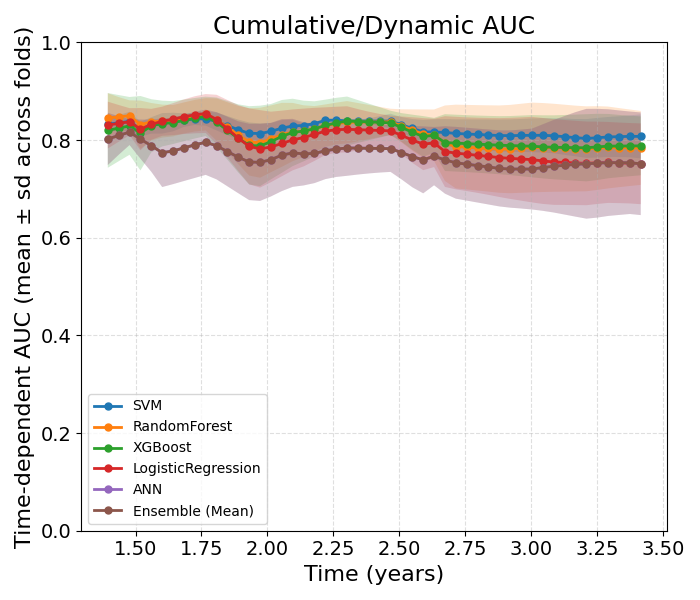 Cumulative/Dynamic AUC
Time-dependent AUC (mean ± sd across folds)
1.0
0.8
0.6
0.4
0.2
0.0
SVM
RandomForest
XGBoost
LogisticRegression
ANN
Ensemble (Mean)
1.50 1.75 2.00 2.25 2.50 2.75 3.00 3.25 3.50
Time (years)